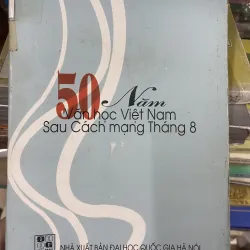 50 Năm
Văn học Việt Nam
Sau Cách mạng Tháng 8
NHÀ XUẤT BẢN ĐẠI HỌC QUỐC GIA HÀ NỘI